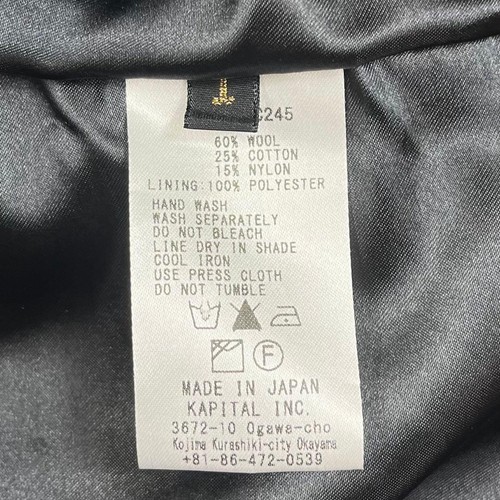 C245
60% WOOL
25% COTTON
15% NYLON
LINING:100% POLYESTER
HAND WASH
WASH SEPARATELY
DO NOT BLEACH
LINE DRY IN SHADE
COOL IRON
USE PRESS CLOTH
DO NOT TUMBLE
F
MADE IN JAPAN
KAPITAL INC.
3672-10 Ogawa-cho
Kojima Kurashiki-city Okayama
+81-86-472-0539